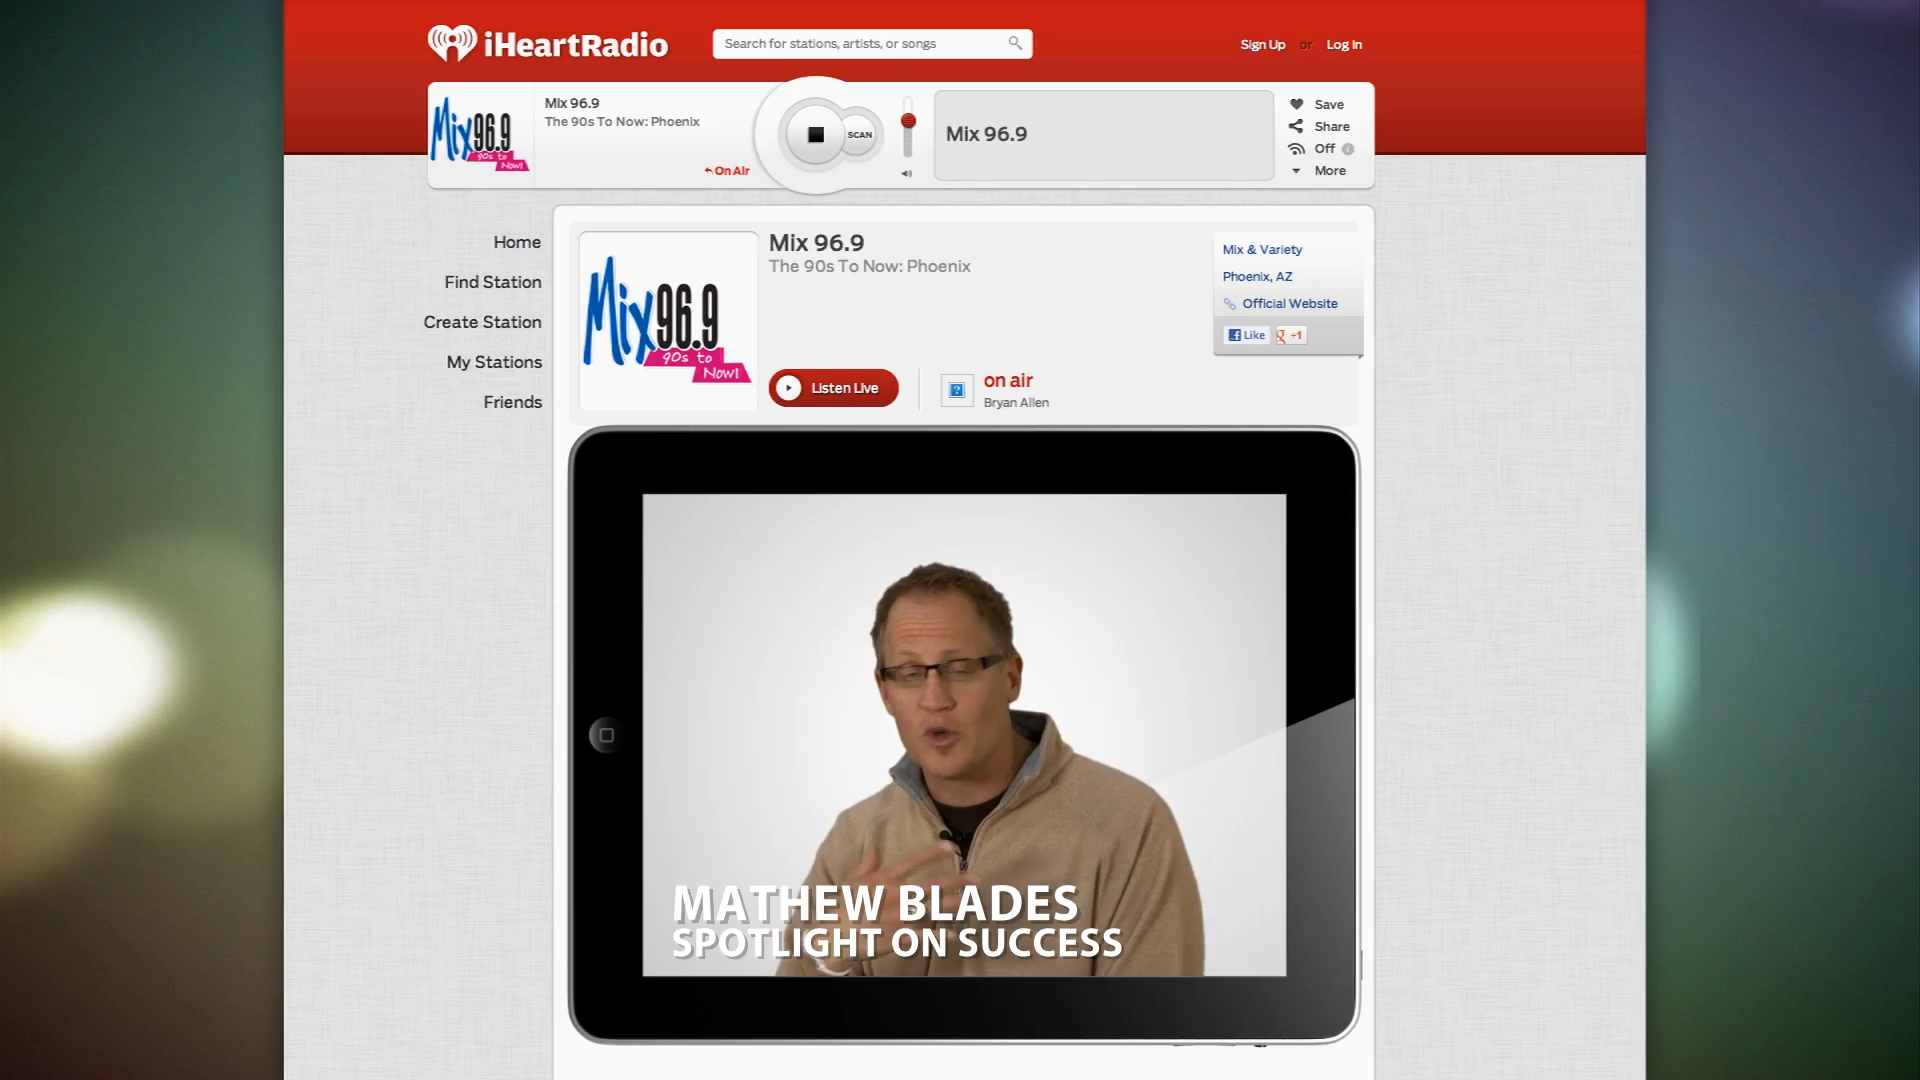 iHeartRadio
Search for stations, artists, or songs
Sign Up or Log In
Mix 96.9
90s to
Now!
Mix 96.9
The 90s To Now: Phoenix
On Air
SCAN
Mix 96.9
Save
Share
Off
More
Home
Find Station
Create Station
My Stations
Friends
Mix 96.9
90s to
Now!
Mix 96.9
The 90s To Now: Phoenix
Listen Live
on air
Bryan Allen
Mix & Variety
Phoenix, AZ
Official Website
Like
+1
MATHEW BLADES
SPOTLIGHT ON SUCCESS